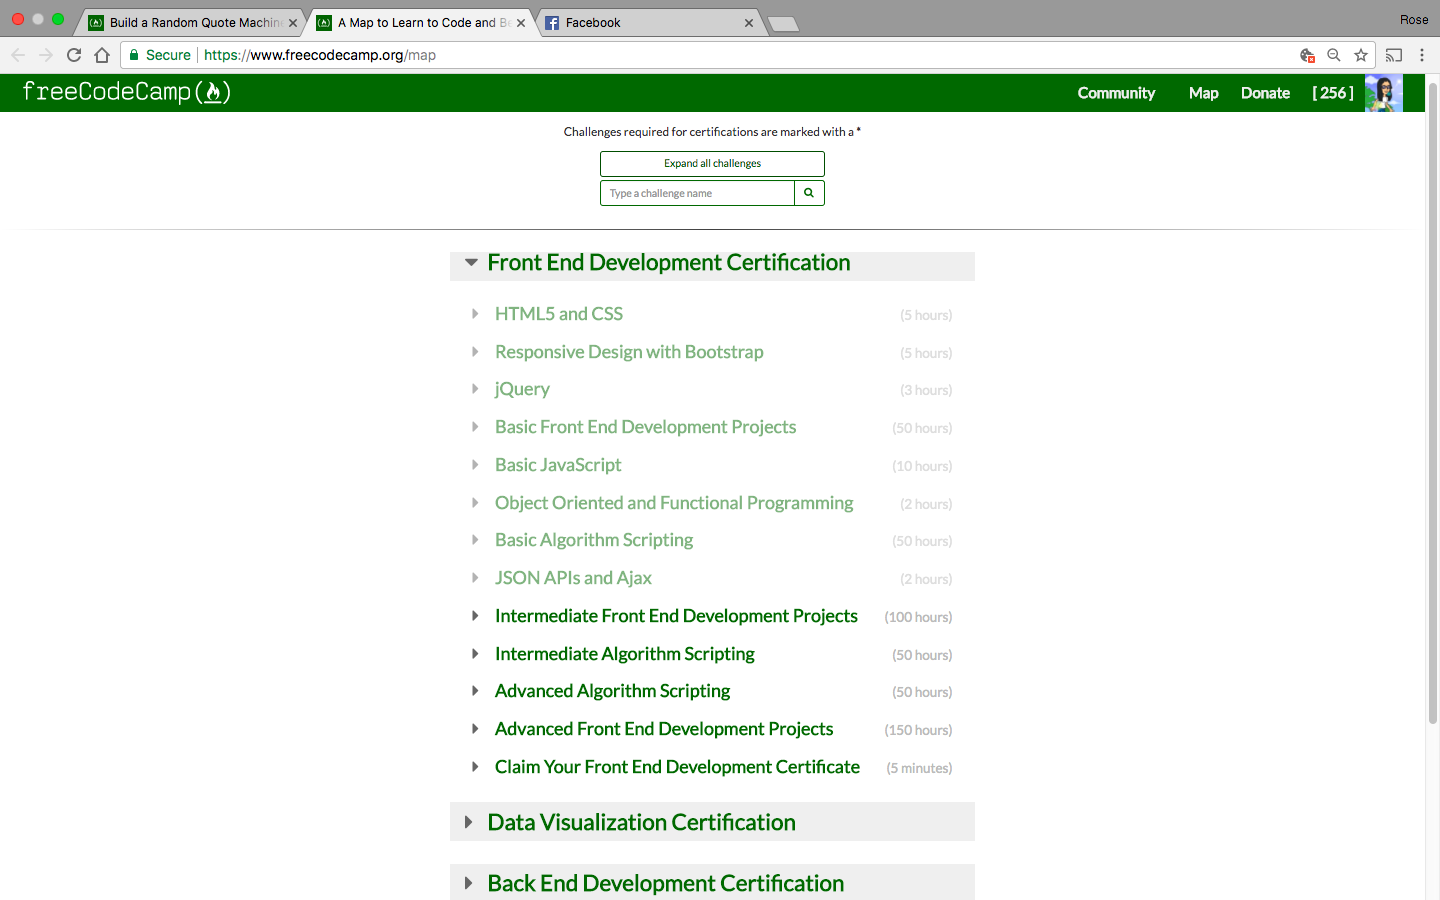 Build a Random Quote Machin
A Map to Learn to Code and Be
Facebook
Rose
Secure
https://www.freecodecamp.org/map
freeCodeCamp
Community
Map
Donate
[ 256 ]
Challenges required for certifications are marked with a *
Expand all challenges
Type a challenge name
Front End Development Certification
HTML5 and CSS (5 hours)
Responsive Design with Bootstrap (5 hours)
jQuery (3 hours)
Basic Front End Development Projects (50 hours)
Basic JavaScript (10 hours)
Object Oriented and Functional Programming (2 hours)
Basic Algorithm Scripting (50 hours)
JSON APIs and Ajax (2 hours)
Intermediate Front End Development Projects (100 hours)
Intermediate Algorithm Scripting (50 hours)
Advanced Algorithm Scripting (50 hours)
Advanced Front End Development Projects (150 hours)
Claim Your Front End Development Certificate (5 minutes)
Data Visualization Certification
Back End Development Certification